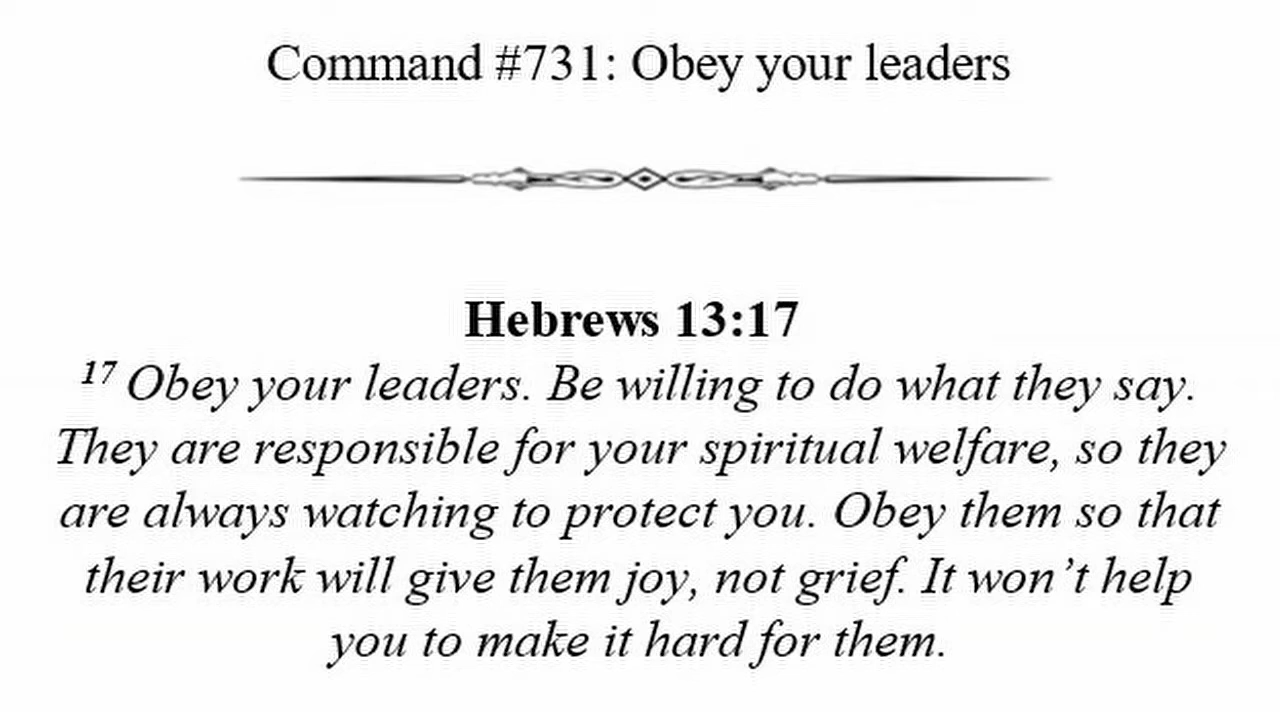 Command #731: Obey your leaders
Hebrews 13:17
17 Obey your leaders. Be willing to do what they say.
They are responsible for your spiritual welfare, so they
are always watching to protect you. Obey them so that
their work will give them joy, not grief. It won’t help
you to make it hard for them.